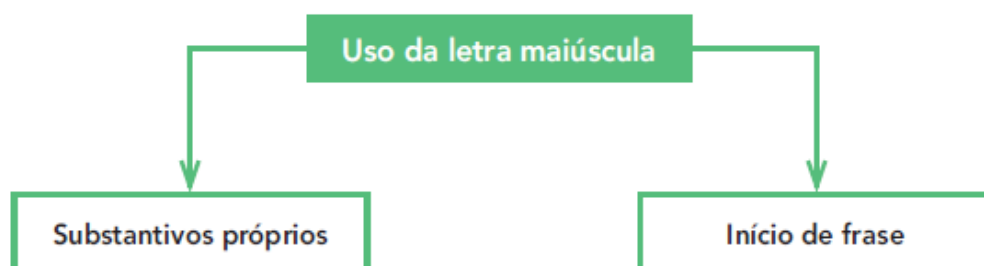 Uso da letra maiúscula
Substantivos próprios
Início de frase